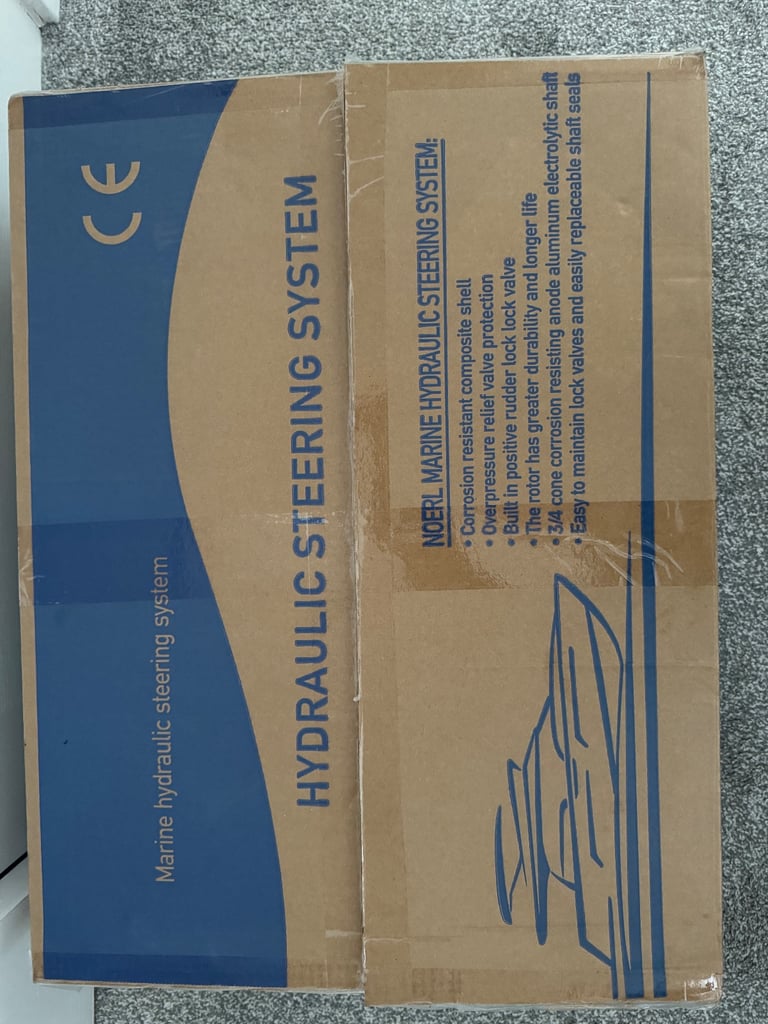 CE
Marine hydraulic steering system
HYDRAULIC STEERING SYSTEM
NOERL MARINE HYDRAULIC STEERING SYSTEM:
• Corrosion resistant composite shell
• Overpressure relief valve protection
• Built in positive rudder lock lock valve
• The rotor has greater durability and longer life
• 3/4 cone corrosion resisting anode aluminum electrolytic shaft
• Easy to maintain lock valves and easily replaceable shaft seals